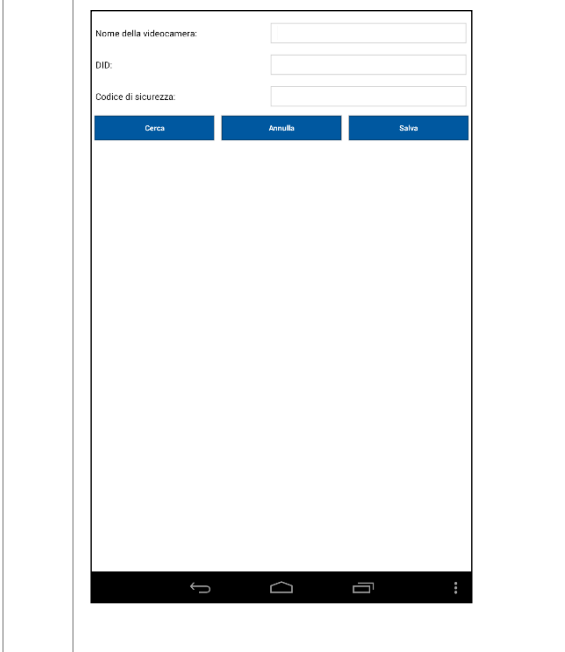 Nome della videocamera:
DID:
Codice di sicurezza:
Cerca Annulla Salva